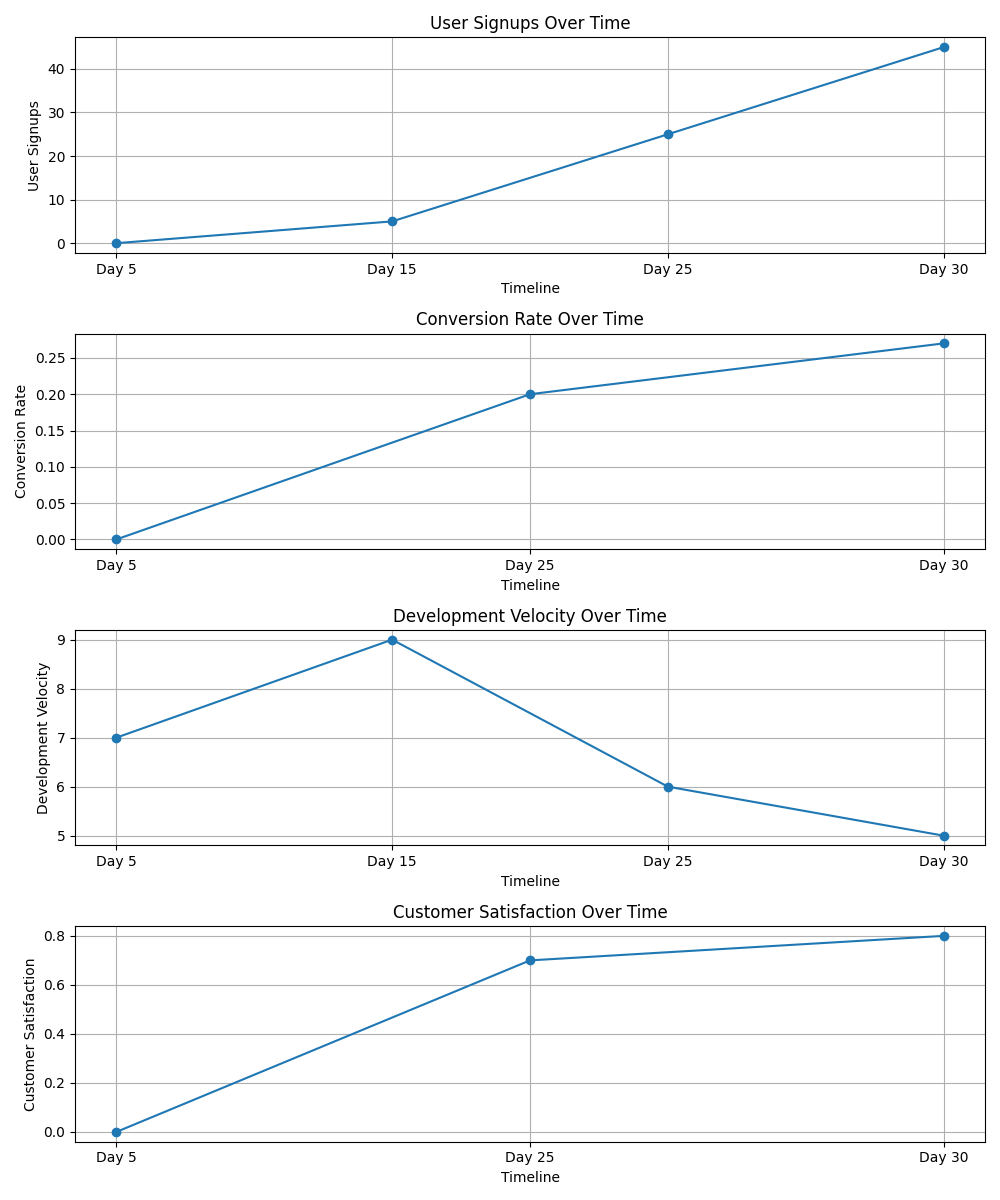 User Signups Over Time
40
30
20
10
0
User Signups
Day 5 Day 15 Day 25 Day 30
Timeline
Conversion Rate Over Time
0.25
0.20
0.15
0.10
0.05
0.00
Conversion Rate
Day 5 Day 25 Day 30
Timeline
Development Velocity Over Time
9
8
7
6
5
Development Velocity
Day 5 Day 15 Day 25 Day 30
Timeline
Customer Satisfaction Over Time
0.8
0.6
0.4
0.2
0.0
Customer Satisfaction
Day 5 Day 25 Day 30
Timeline